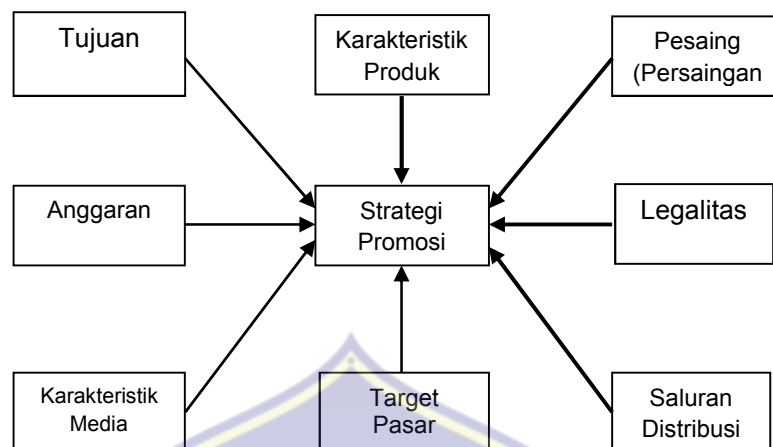 Tujuan
Karakteristik
Produk
Pesaing
(Persaingan
Anggaran
Strategi
Promosi
Legalitas
Karakteristik
Media
Target
Pasar
Saluran
Distribusi